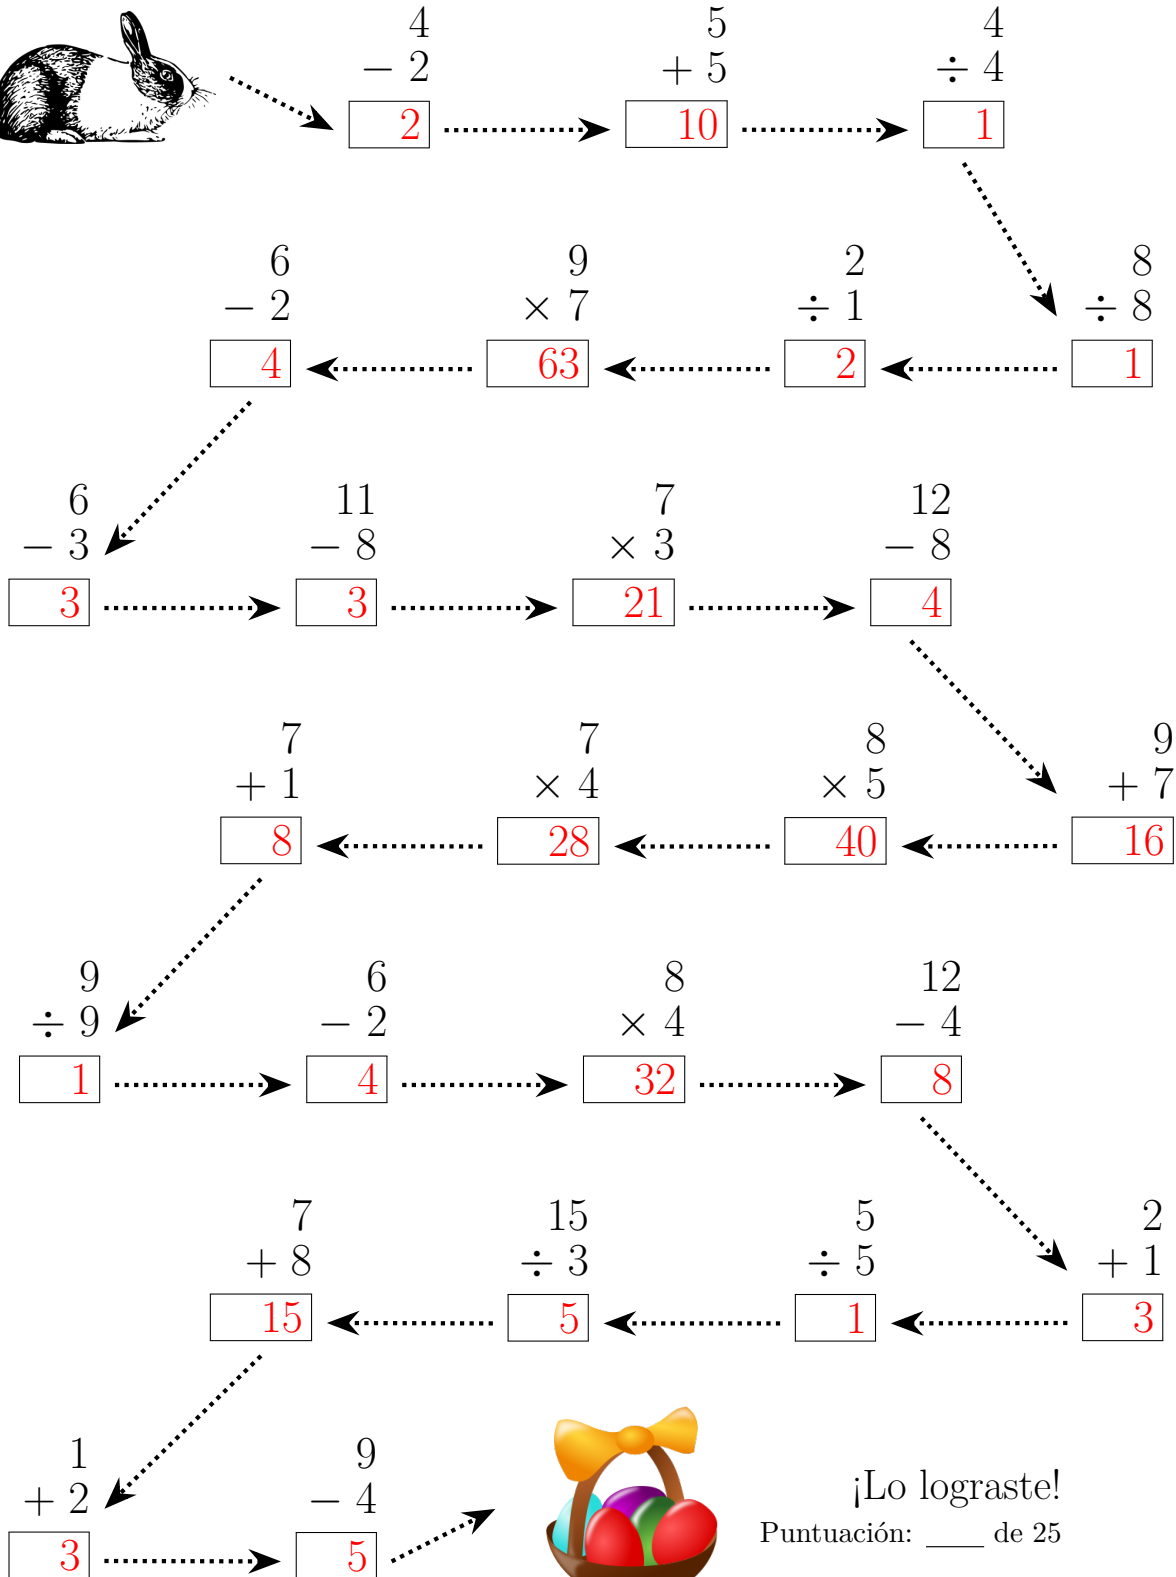 4 5 4
− 2 + 5 ÷ 4
2 10 1
6 9 2 8
− 2 × 7 ÷ 1 ÷ 8
4 63 2 1
6 11 7 12
− 3 − 8 × 3 − 8
3 3 21 4
7 7 8 9
+ 1 × 4 × 5 + 7
8 28 40 16
9 6 8 12
÷ 9 − 2 × 4 − 4
1 4 32 8
7 15 5 2
+ 8 ÷ 3 ÷ 5 + 1
15 5 1 3
1 9
+ 2 − 4
3 5
¡Lo lograste!
Puntuación: ____ de 25